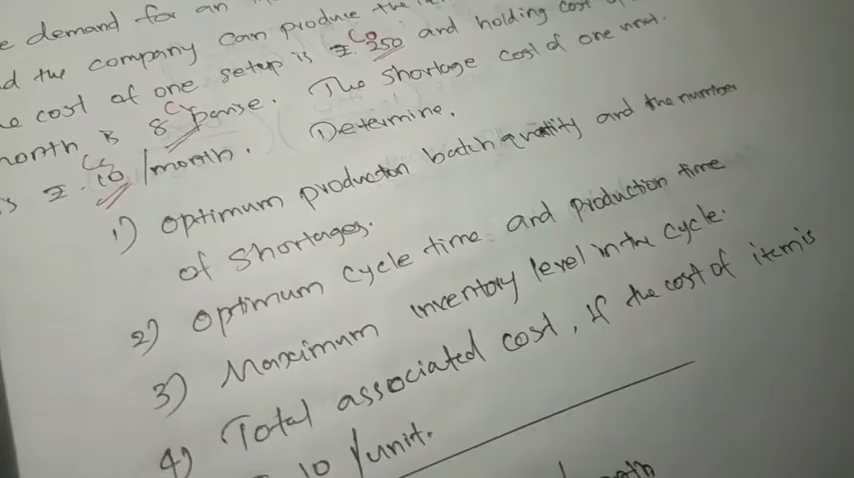 e demand for an
d the company can produce the
e cost of one setup is ₹. 250 and holding cost
Co
month is 8 paise. The shortage cost of one unit.
Cs
is ₹. 10 /month. Determine.
1) Optimum production batch quantity and the number
of shortages.
2) Optimum cycle time and production time
3) Maximum inventory level in the cycle.
4) Total associated cost, If the cost of item is
10 /unit.